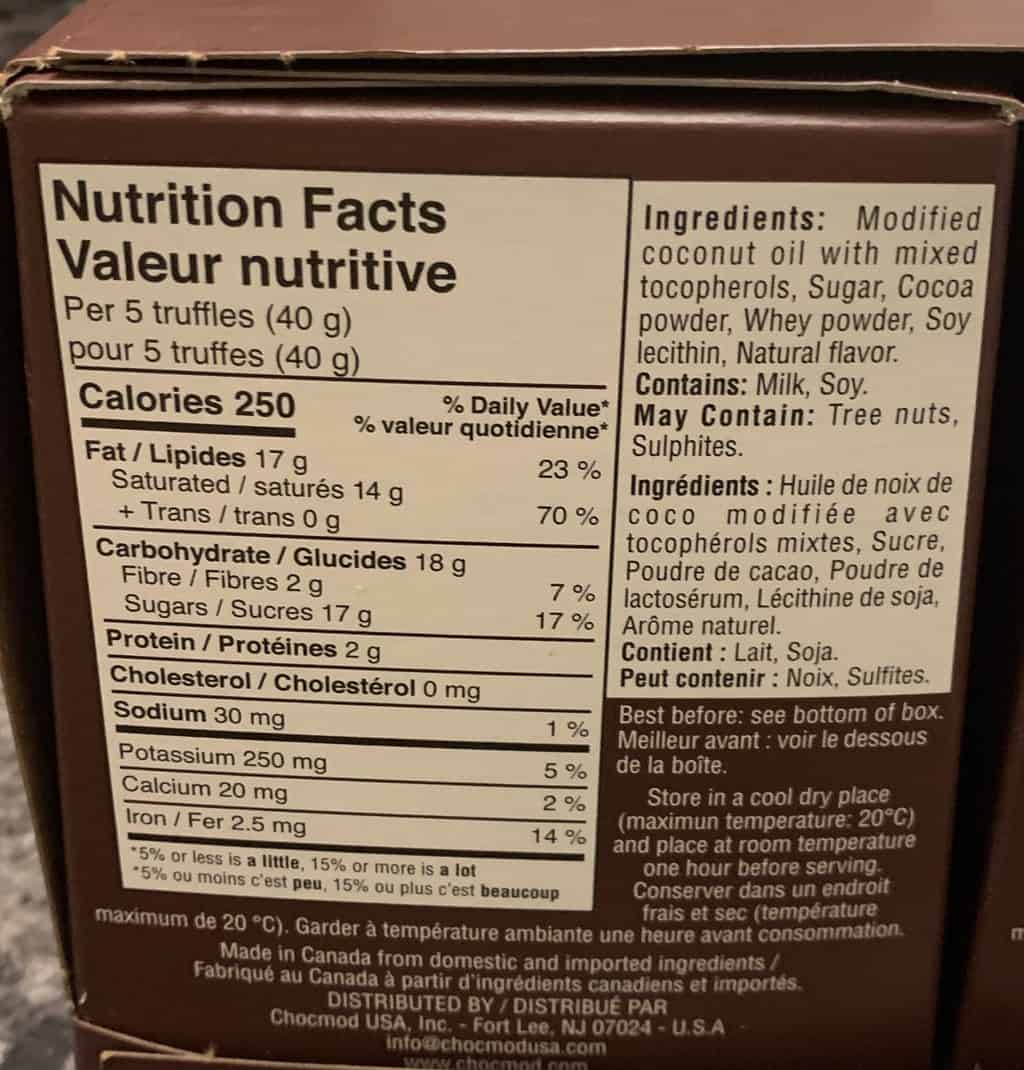 Nutrition Facts
Valeur nutritive
Per 5 truffles (40 g)
pour 5 truffes (40 g)
Calories 250
% Daily Value*
% valeur quotidienne*
Fat / Lipides 17 g 23 %
Saturated / saturés 14 g
+ Trans / trans 0 g 70 %
Carbohydrate / Glucides 18 g
Fibre / Fibres 2 g 7 %
Sugars / Sucres 17 g 17 %
Protein / Protéines 2 g
Cholesterol / Cholestérol 0 mg
Sodium 30 mg 1 %
Potassium 250 mg 5 %
Calcium 20 mg 2 %
Iron / Fer 2.5 mg 14 %
*5% or less is a little, 15% or more is a lot
*5% ou moins c'est peu, 15% ou plus c'est beaucoup
Ingredients: Modified
coconut oil with mixed
tocopherols, Sugar, Cocoa
powder, Whey powder, Soy
lecithin, Natural flavor.
Contains: Milk, Soy.
May Contain: Tree nuts,
Sulphites.
Ingrédients : Huile de noix de
coco modifiée avec
tocophérols mixtes, Sucre,
Poudre de cacao, Poudre de
lactosérum, Lécithine de soja,
Arôme naturel.
Contient : Lait, Soja.
Peut contenir : Noix, Sulfites.
Best before: see bottom of box.
Meilleur avant : voir le dessous
de la boîte.
Store in a cool dry place
(maximun temperature: 20°C)
and place at room temperature
one hour before serving.
Conserver dans un endroit
frais et sec (température
maximum de 20 °C). Garder à température ambiante une heure avant consommation.
Made in Canada from domestic and imported ingredients /
Fabriqué au Canada à partir d'ingrédients canadiens et importés.
DISTRIBUTED BY / DISTRIBUÉ PAR
Chocmod USA, Inc. - Fort Lee, NJ 07024 - U.S.A
info@chocmodusa.com
www.chocmod.com